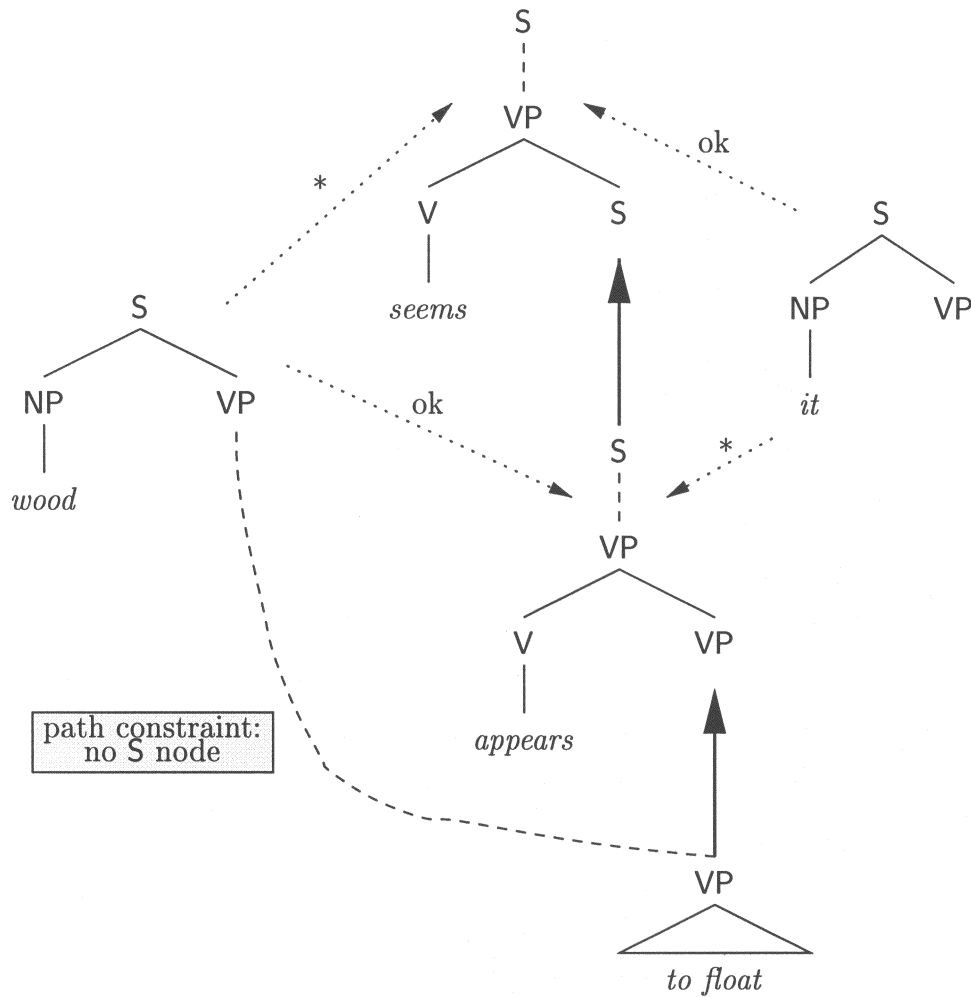 S
VP
ok
*
V
S
S
seems
S
NP
VP
NP
VP
ok
it
S
*
wood
VP
V
VP
path constraint:
no S node
appears
VP
to float